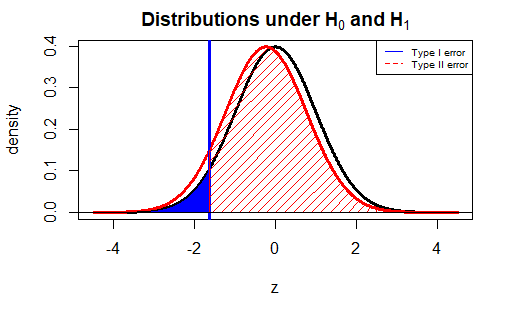 Distributions under H₀ and H₁
Type I error
Type II error
density
0.0 0.1 0.2 0.3 0.4
-4 -2 0 2 4
z